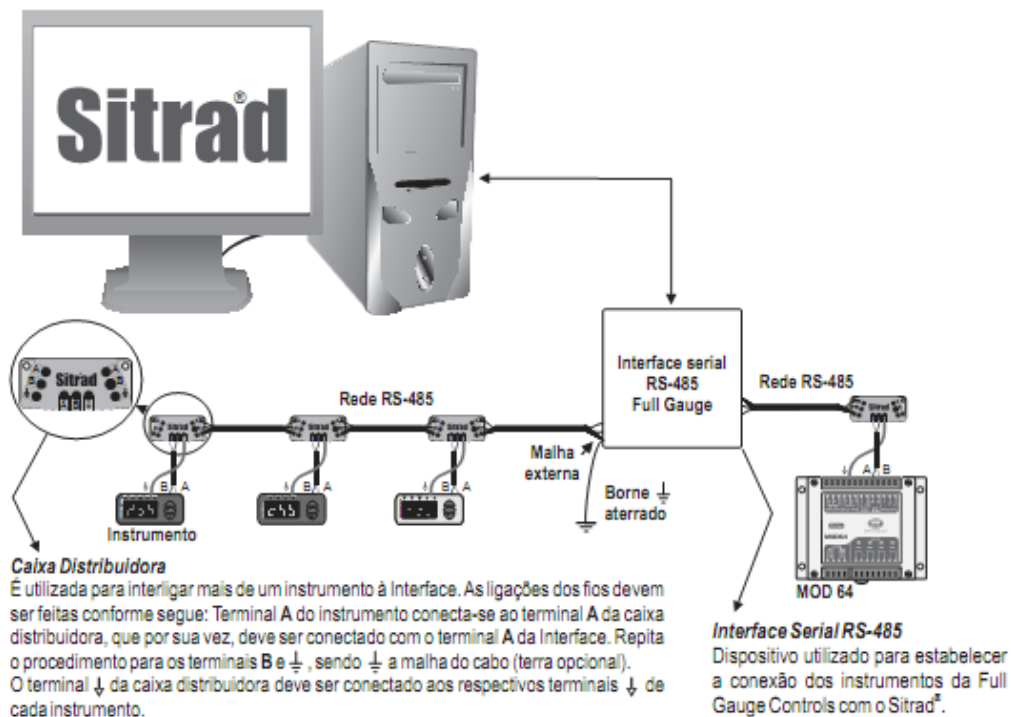 Sitrad®
Interface serial
RS-485
Full Gauge
Rede RS-485
Rede RS-485
Sitrad
A
B
A
B
Sitrad
Sitrad
Sitrad
Sitrad
Malha
externa
Borne ⏚
aterrado
B A
B A
B A
A B
Instrumento
MOD 64
Caixa Distribuidora
É utilizada para interligar mais de um instrumento à Interface. As ligações dos fios devem
ser feitas conforme segue: Terminal A do instrumento conecta-se ao terminal A da caixa
distribuidora, que por sua vez, deve ser conectado com o terminal A da Interface. Repita
o procedimento para os terminais B e ⏚, sendo ⏚ a malha do cabo (terra opcional).
O terminal ⏚ da caixa distribuidora deve ser conectado aos respectivos terminais ⏚ de
cada instrumento.
Interface Serial RS-485
Dispositivo utilizado para estabelecer
a conexão dos instrumentos da Full
Gauge Controls com o Sitrad®.